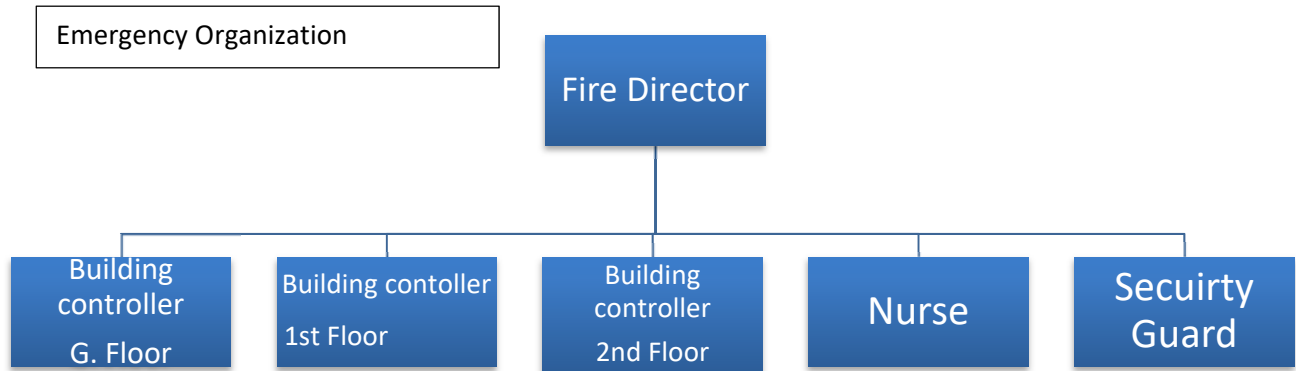 Emergency Organization
Fire Director
Building
controller
G. Floor
Building contoller
1st Floor
Building
controller
2nd Floor
Nurse
Secuirty
Guard